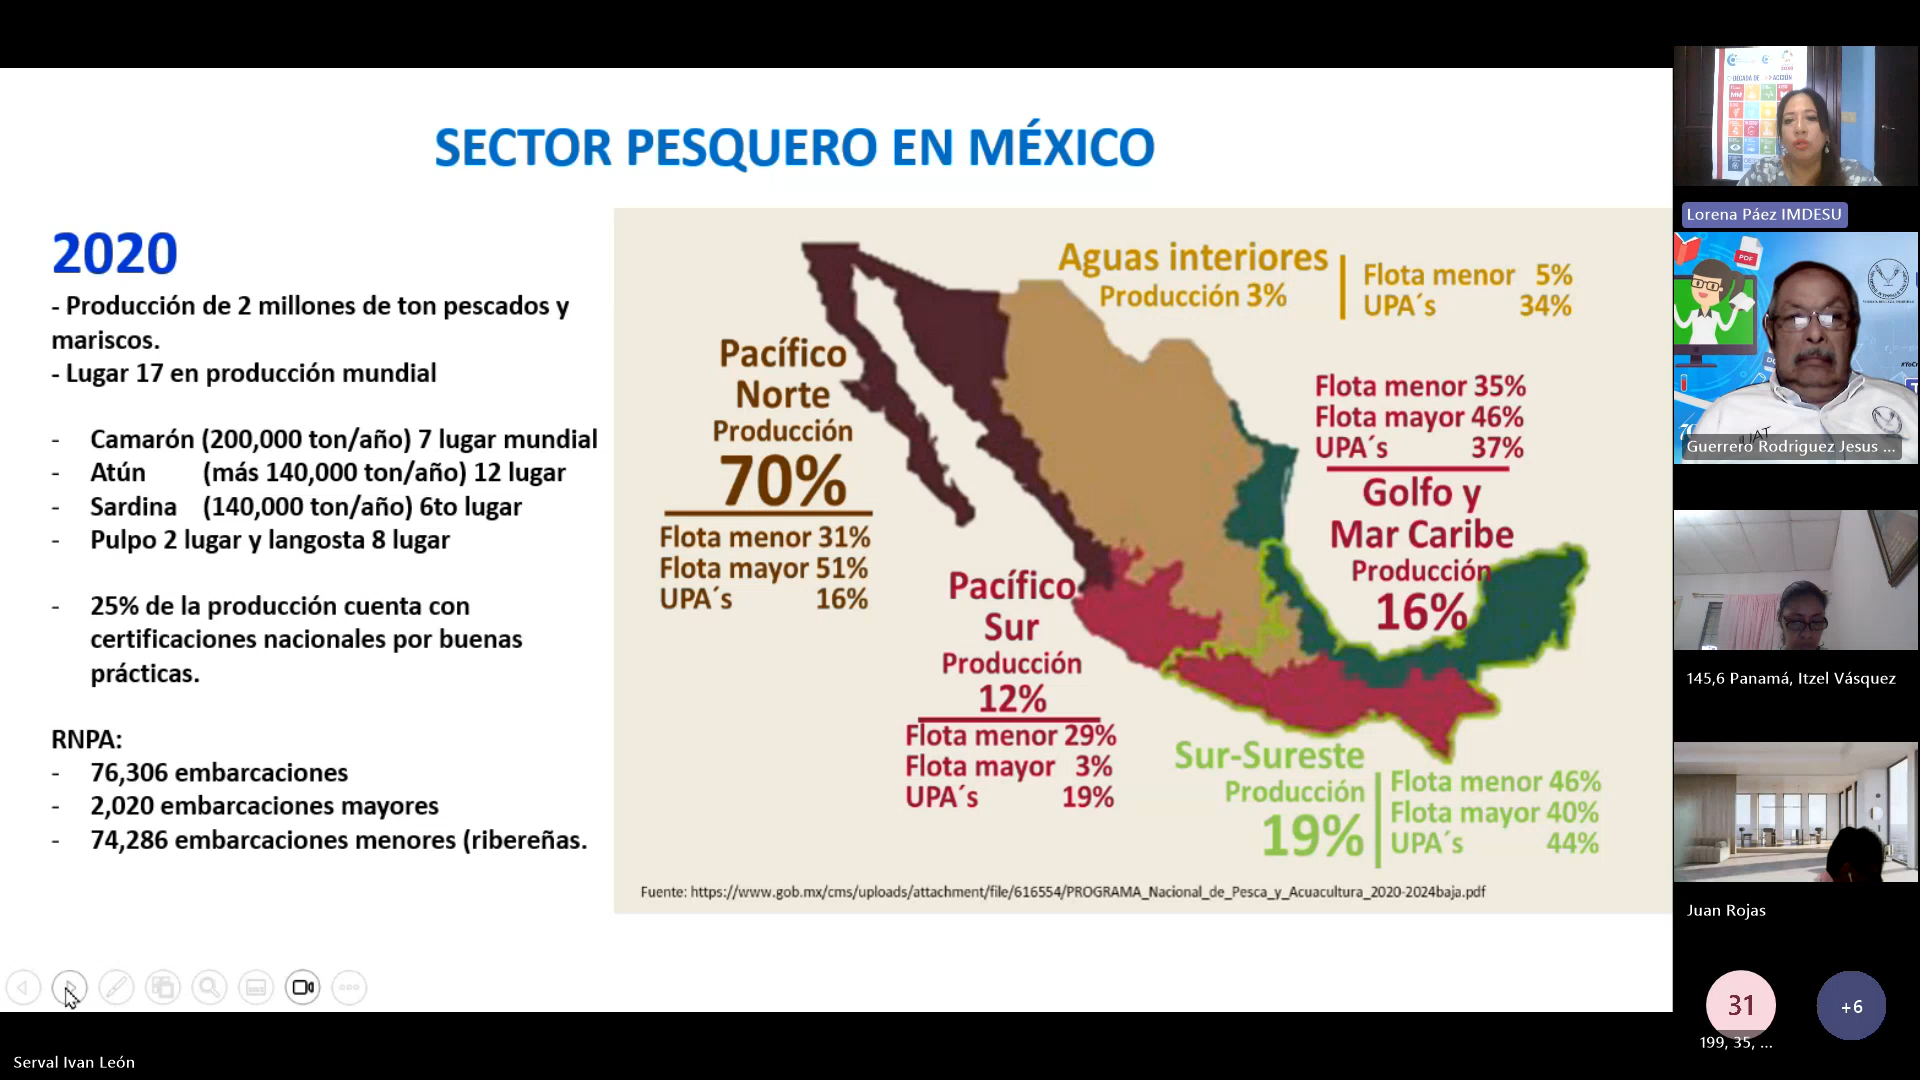 SECTOR PESQUERO EN MÉXICO
2020
- Producción de 2 millones de ton pescados y
mariscos.
- Lugar 17 en producción mundial
- Camarón (200,000 ton/año) 7 lugar mundial
- Atún (más 140,000 ton/año) 12 lugar
- Sardina (140,000 ton/año) 6to lugar
- Pulpo 2 lugar y langosta 8 lugar
- 25% de la producción cuenta con
certificaciones nacionales por buenas
prácticas.
RNPA:
- 76,306 embarcaciones
- 2,020 embarcaciones mayores
- 74,286 embarcaciones menores (ribereñas.
Pacífico
Norte
Producción
70%
Flota menor 31%
Flota mayor 51%
UPA´s 16%
Aguas interiores
Producción 3%
Flota menor 5%
UPA´s 34%
Flota menor 35%
Flota mayor 46%
UPA´s 37%
Golfo y
Mar Caribe
Producción
16%
Pacífico
Sur
Producción
12%
Flota menor 29%
Flota mayor 3%
UPA´s 19%
Sur-Sureste
Producción
19%
Flota menor 46%
Flota mayor 40%
UPA´s 44%
Fuente: https://www.gob.mx/cms/uploads/attachment/file/616554/PROGRAMA_Nacional_de_Pesca_y_Acuacultura_2020-2024baja.pdf
Serval Ivan León
DÉCADA DE ACCIÓN
Lorena Páez IMDESU
PDF
UAT
Guerrero Rodriguez Jesus ...
145,6 Panamá, Itzel Vásquez
Juan Rojas
31
+6
199, 35, ...